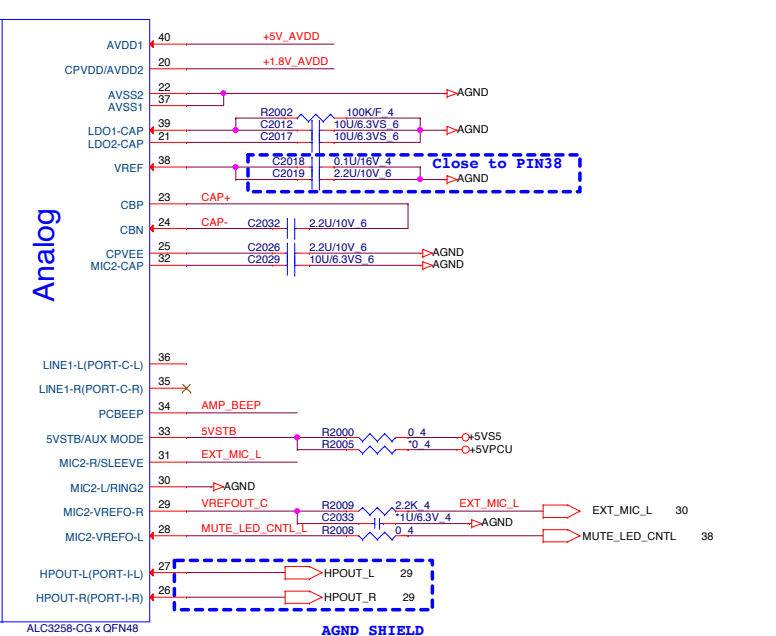 AVDD1 40 +5V_AVDD
CPVDD/AVDD2 20 +1.8V_AVDD
AVSS2 22 AGND
AVSS1 37
R2002 100K/F_4
LDO1-CAP 39 C2012 10U/6.3VS_6 AGND
LDO2-CAP 21 C2017 10U/6.3VS_6
VREF 38 C2018 0.1U/16V_4 Close to PIN38
C2019 2.2U/10V_6 AGND
CBP 23 CAP+
CBN 24 CAP- C2032 2.2U/10V_6
CPVEE 25 C2026 2.2U/10V_6 AGND
MIC2-CAP 32 C2029 10U/6.3VS_6 AGND
Analog
LINE1-L(PORT-C-L) 36
LINE1-R(PORT-C-R) 35
PCBEEP 34 AMP_BEEP
5VSTB/AUX MODE 33 5VSTB R2000 0_4 +5VS5
R2005 *0_4 +5VPCU
MIC2-R/SLEEVE 31 EXT_MIC_L
MIC2-L/RING2 30 AGND
MIC2-VREFO-R 29 VREFOUT_C R2009 2.2K_4 EXT_MIC_L EXT_MIC_L 30
C2033 *1U/6.3V_4 AGND
MIC2-VREFO-L 28 MUTE_LED_CNTL_L R2008 0_4 MUTE_LED_CNTL 38
HPOUT-L(PORT-I-L) 27 HPOUT_L 29
HPOUT-R(PORT-I-R) 26 HPOUT_R 29
ALC3258-CG x QFN48
AGND SHIELD